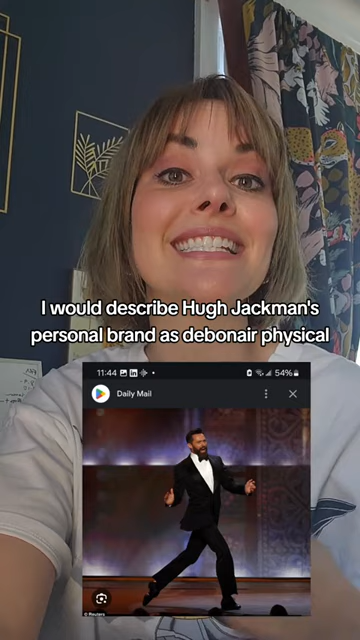 I would describe Hugh Jackman's
personal brand as debonair physical
11:44
54%
Daily Mail
© Reuters